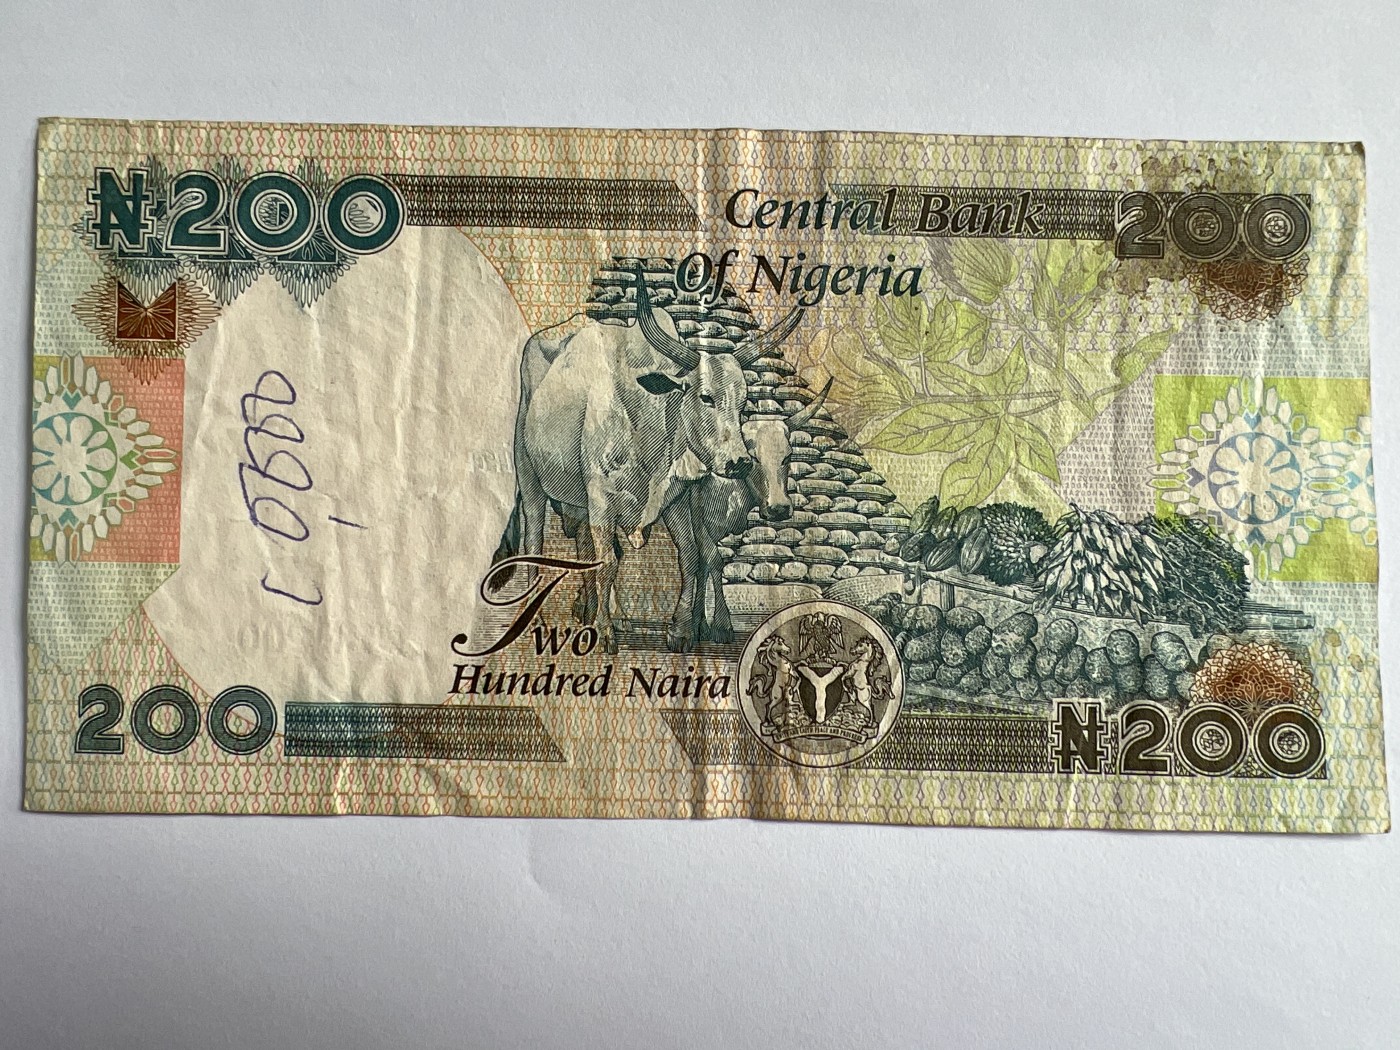 ₦200
Central Bank
Of Nigeria
200
Two
Hundred Naira
200
₦200